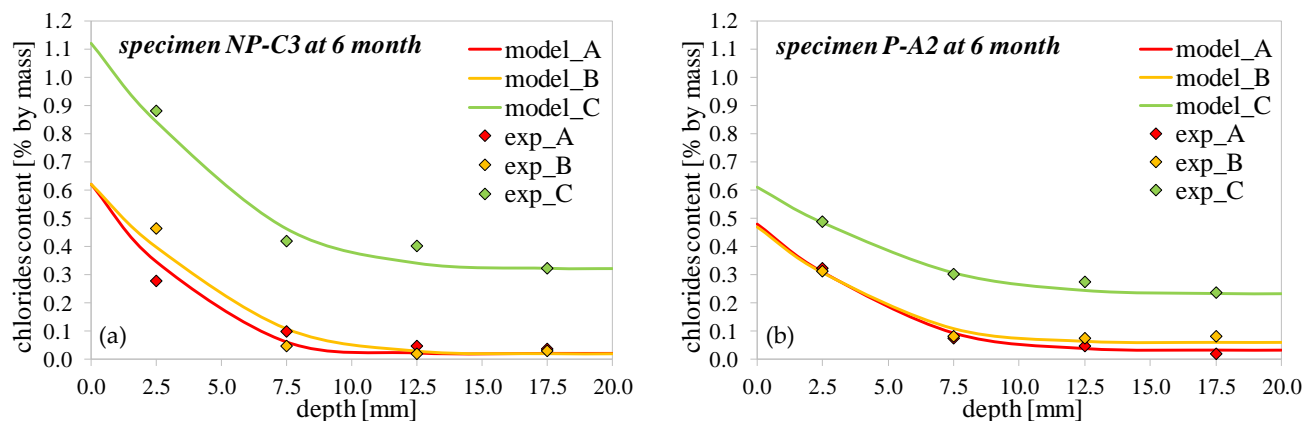 1.2
1.1
1.0
0.9
0.8
0.7
0.6
0.5
0.4
0.3
0.2
0.1
0.0
chlorides content [% by mass]
specimen NP-C3 at 6 month
model_A
model_B
model_C
exp_A
exp_B
exp_C
(a)
0.0 2.5 5.0 7.5 10.0 12.5 15.0 17.5 20.0
depth [mm]
1.2
1.1
1.0
0.9
0.8
0.7
0.6
0.5
0.4
0.3
0.2
0.1
0.0
chlorides content [% by mass]
specimen P-A2 at 6 month
model_A
model_B
model_C
exp_A
exp_B
exp_C
(b)
0.0 2.5 5.0 7.5 10.0 12.5 15.0 17.5 20.0
depth [mm]